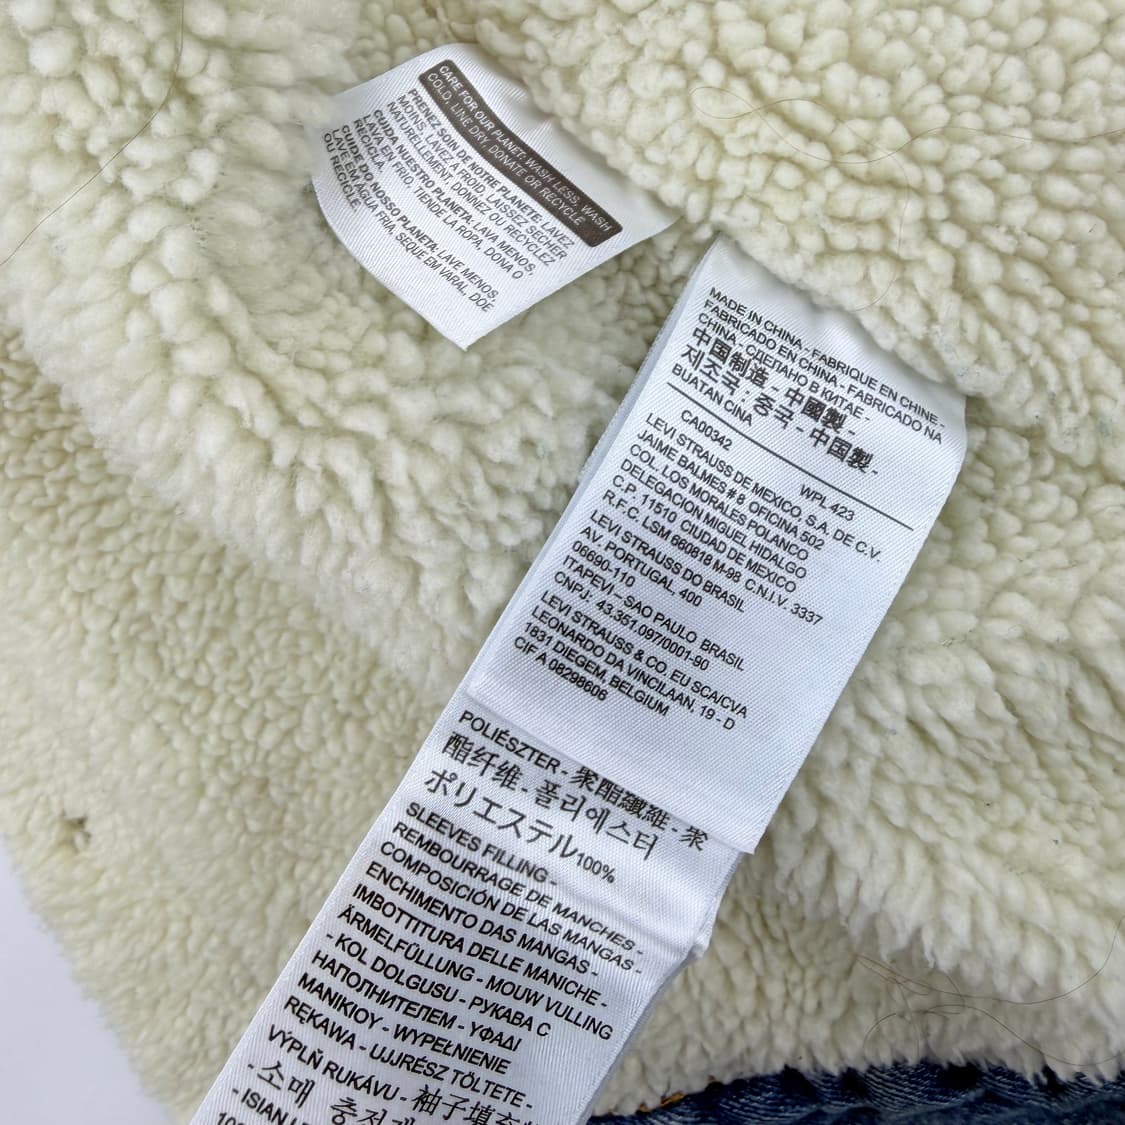 CARE FOR OUR PLANET: WASH LESS, WASH
COLD, LINE DRY, DONATE OR RECYCLE
PRENEZ SOIN DE NOTRE PLANETE: LAVEZ
MOINS, LAVEZ À FROID, LAISSEZ SECHER
NATURELLEMENT, DONNEZ OU RECYCLEZ
CUIDA NUESTRO PLANETA: LAVA MENOS,
LAVA EN FRIO, TIENDE LA ROPA, DONA O
RECICLA.
CUIDE DO NOSSO PLANETA: LAVE MENOS,
LAVE EM ÁGUA FRIA, SEQUE EM VARAL, DOE
OU RECICLE.
MADE IN CHINA - FABRIQUE EN CHINE -
FABRICADO EN CHINA - FABRICADO NA
CHINA - СДЕЛАНО В КИТАЕ -
中国制造 - 中國製 -
제조국 : 중국 - 中国製 -
BUATAN CINA
CA00342 WPL 423
LEVI STRAUSS DE MEXICO, S.A. DE C.V.
JAIME BALMES # 8 OFICINA 502
COL. LOS MORALES POLANCO
DELEGACION MIGUEL HIDALGO
C.P. 11510 CIUDAD DE MEXICO
R.F.C. LSM 660818 M-98 C.N.I.V. 3337
LEVI STRAUSS DO BRASIL
AV. PORTUGAL, 400
06690-110
ITAPEVI – SAO PAULO BRASIL
CNPJ: 43.351.097/0001-90
LEVI STRAUSS & CO. EU SCA/CVA
LEONARDO DA VINCILAAN, 19 - D
1831 DIEGEM, BELGIUM
CIF A 08298606
POLIÉSZTER - 聚酯纖維 - 聚
酯纤维 - 폴리에스터
ポリエステル100%
SLEEVES FILLING -
REMBOURRAGE DE MANCHES -
COMPOSICIÓN DE LAS MANGAS -
ENCHIMENTO DAS MANGAS -
IMBOTTITURA DELLE MANICHE -
ÄRMELFÜLLUNG - MOUW VULLING
- KOL DOLGUSU - РУКАВА С
НАПОЛНИТЕЛЕМ - ΥΦΑΔΙ
ΜΑΝΙΚΙΟΥ - WYPEŁNIENIE
RĘKAWA - UJJRÉSZ TÖLTETE -
VÝPLŇ RUKÁVU - 袖子填充
- 소매
- ISIAN